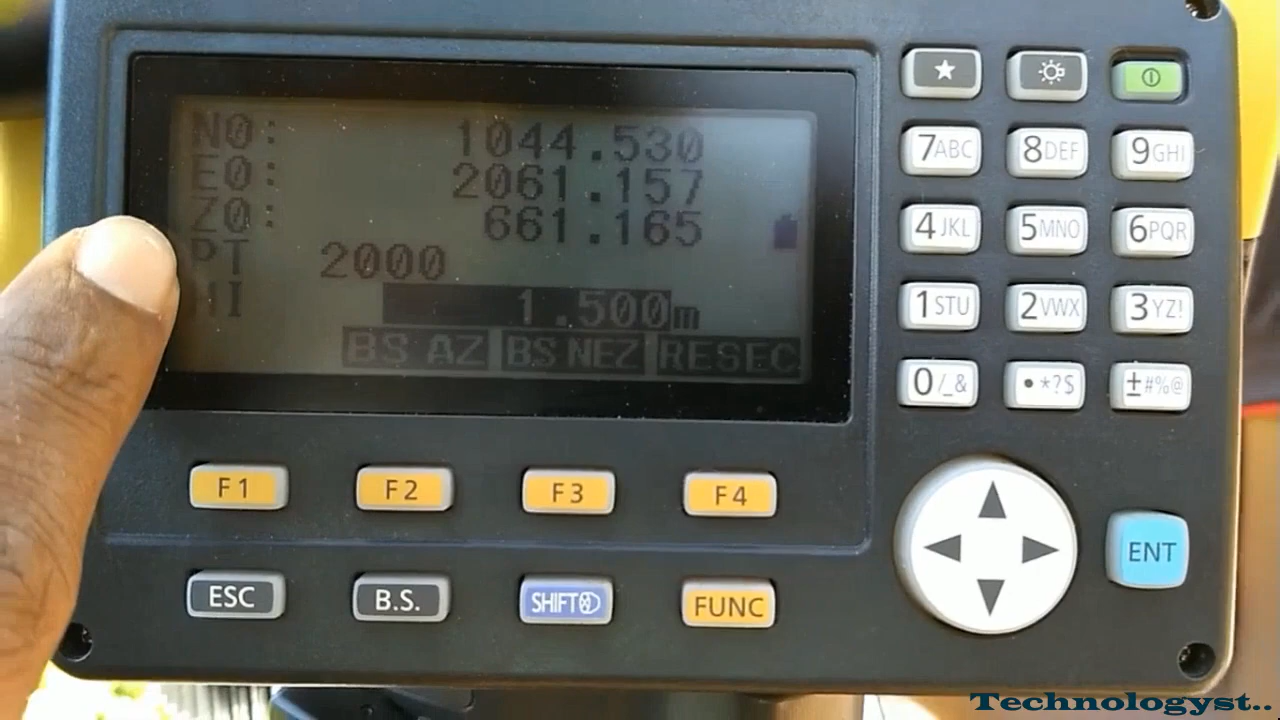 N0: 1044.530
E0: 2061.157
Z0: 661.165
PT 2000
HI 1.500m
BS AZ BS NEZ RESEC
F1 F2 F3 F4
ESC B.S. SHIFT FUNC
7ABC 8DEF 9GHI
4JKL 5MNO 6PQR
1STU 2VWX 3YZ!
0/_& •*?$ ±#%@
ENT
Technologyst..